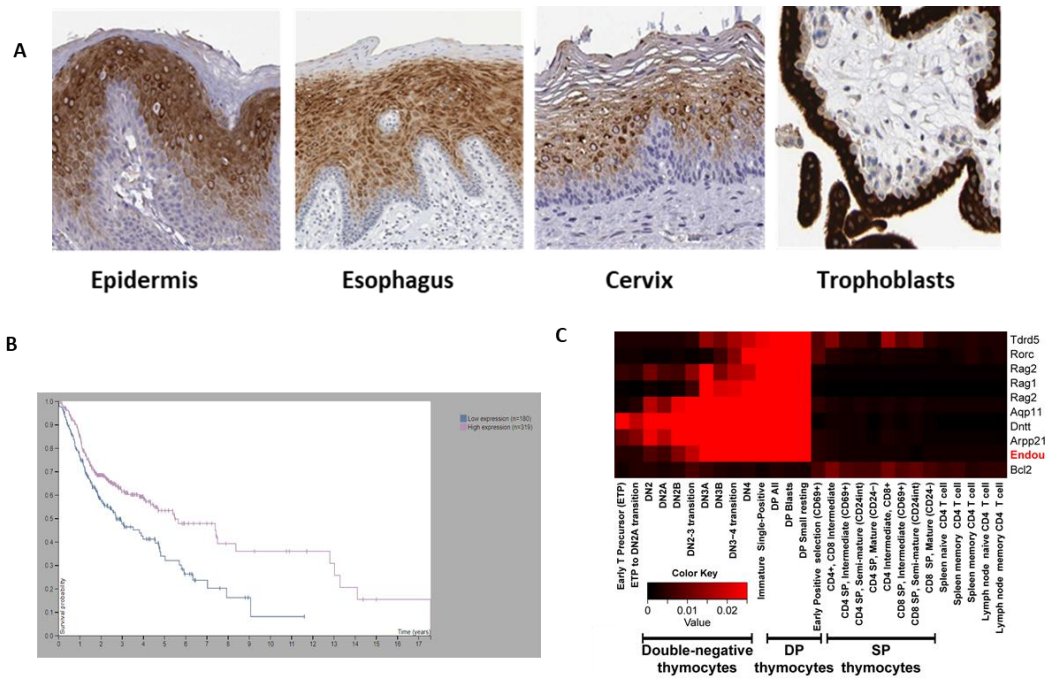 A
Epidermis
Esophagus
Cervix
Trophoblasts
B
1.0
0.9
0.8
0.7
0.6
0.5
0.4
0.3
0.2
0.1
0.0
Survival probability
0 1 2 3 4 5 6 7 8 9 10 11 12 13 14 15 16 17
Time (years)
Low expression (n=180)
High expression (n=319)
C
Tdrd5
Rorc
Rag2
Rag1
Rag2
Aqp11
Dntt
Arpp21
Endou
Bcl2
Early T Precursor (ETP)
ETP to DN2A transition
DN2
DN2A
DN2B
DN2-3 transition
DN3A
DN3B
DN3-4 transition
DN4
Immature Single-Positive
DP All
DP Blasts
DP Small resting
Early Positive selection (CD69+)
CD4+, CD8 Intermediate
CD4 SP, Intermediate (CD69+)
CD4 SP, Semi-mature (CD24int)
CD4 SP, Mature (CD24-)
CD4 Intermediate, CD8+
CD8 SP, Intermediate (CD69+)
CD8 SP, Semi-mature (CD24int)
CD8 SP, Mature (CD24-)
Spleen naive CD4 T cell
Spleen memory CD4 T cell
Spleen memory CD4 T cell
Lymph node naive CD4 T cell
Lymph node memory CD4 T cell
Color Key
0 0.01 0.02
Value
Double-negative
thymocytes
DP
thymocytes
SP
thymocytes